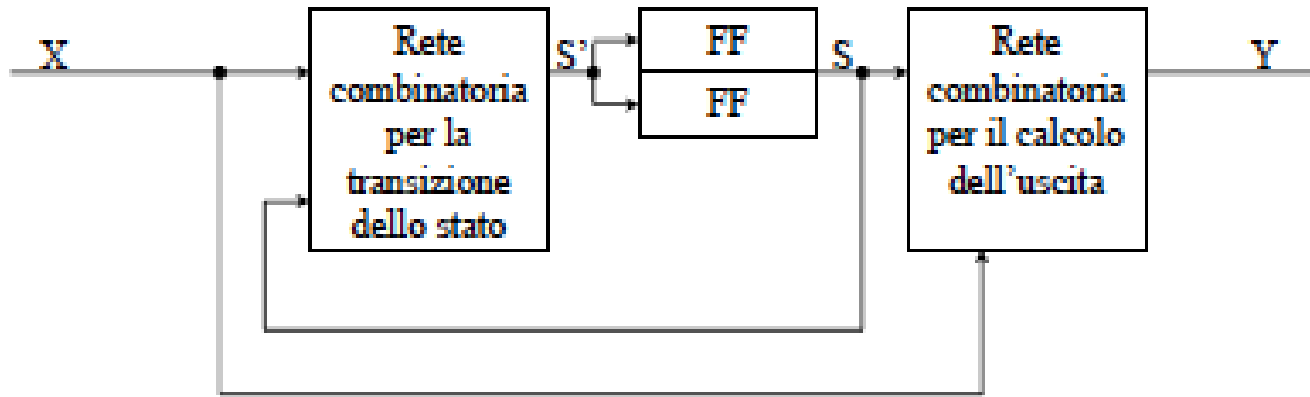 X
Rete
combinatoria
per la
transizione
dello stato
S’
FF
FF
S
Rete
combinatoria
per il calcolo
dell’uscita
Y